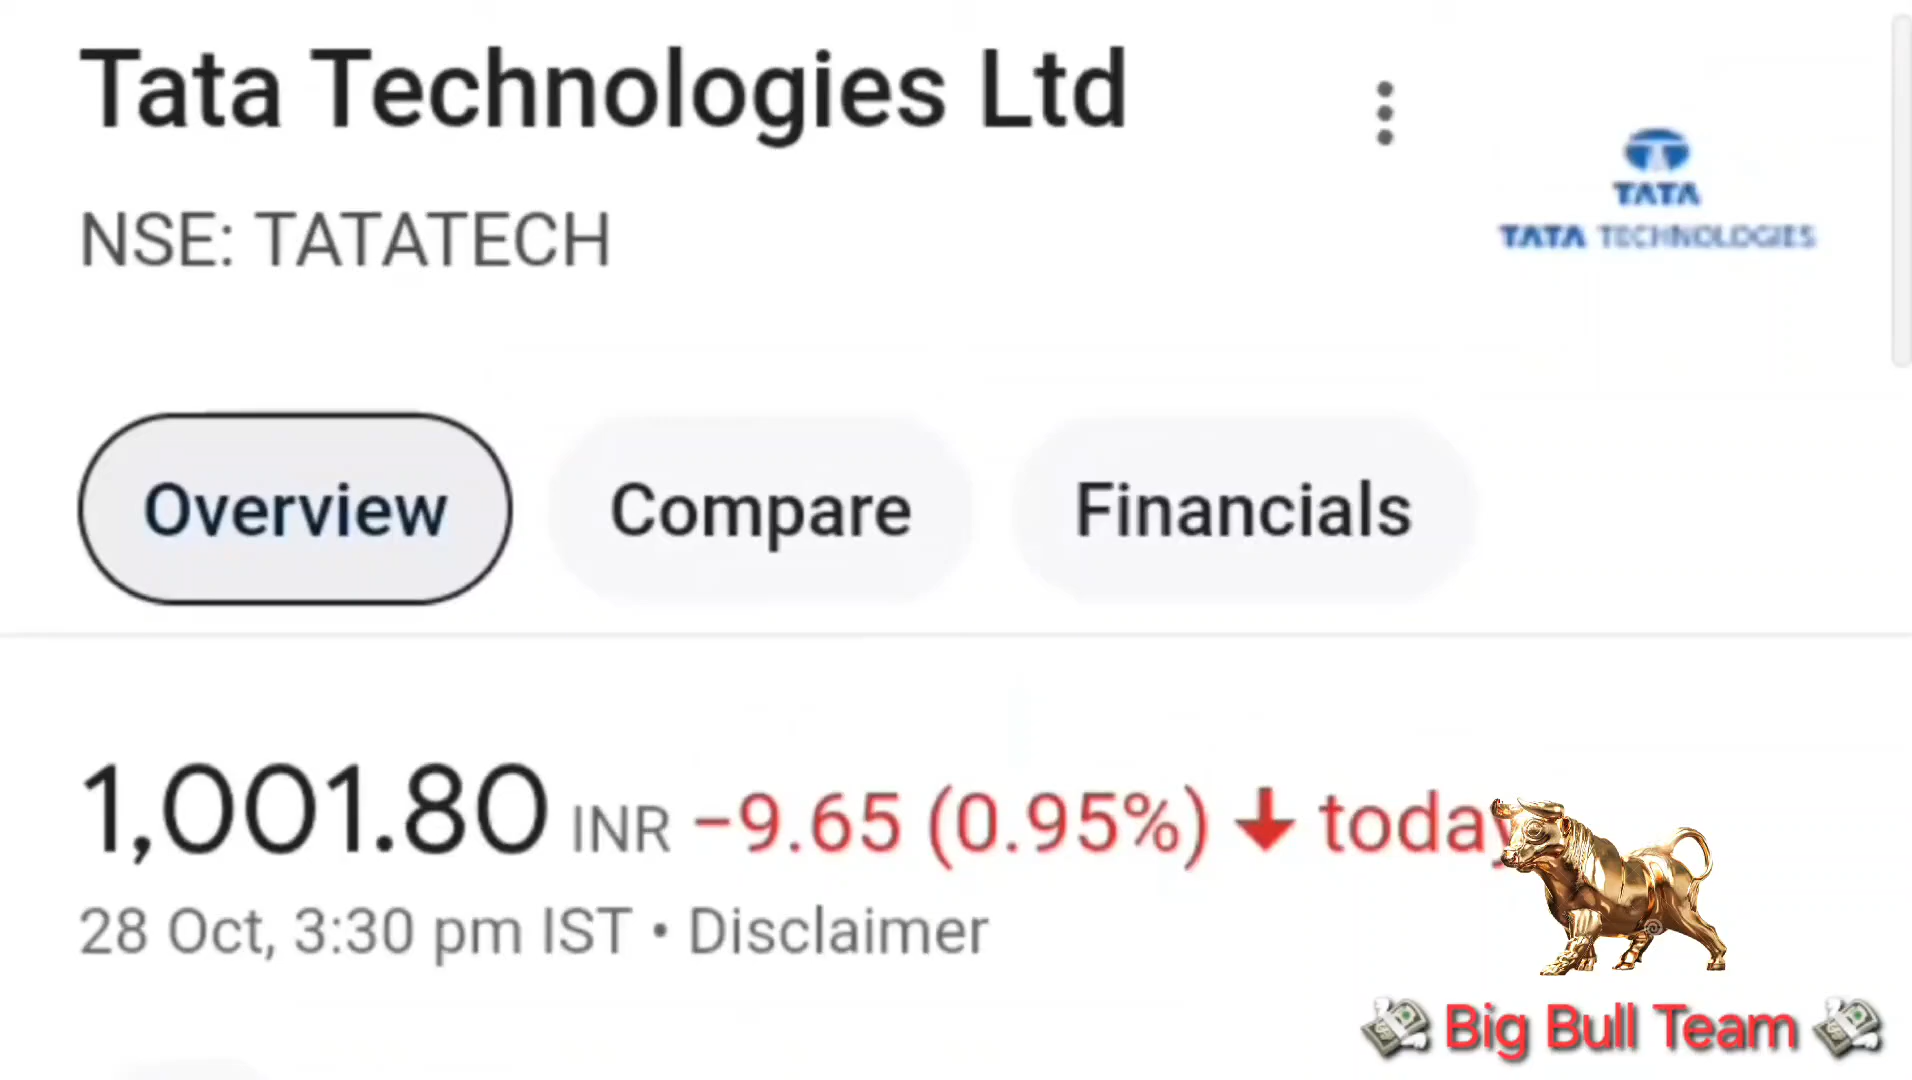 Tata Technologies Ltd
TATA
NSE: TATATECH
TATA TECHNOLOGIES
Overview
Compare
Financials
1,001.80 INR −9.65 (0.95%) ↓ today
28 Oct, 3:30 pm IST • Disclaimer
Big Bull Team